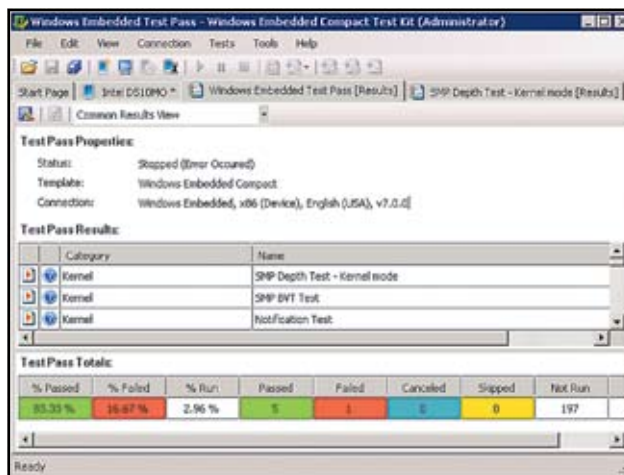 Windows Embedded Test Pass - Windows Embedded Compact Test Kit (Administrator)
File Edit View Connection Tests Tools Help
Start Page Intel DS10MO * Windows Embedded Test Pass [Results] SMP Depth Test - Kernel mode [Results]
Common Results View
Test Pass Properties:
Status: Stopped (Error Occured)
Template: Windows Embedded Compact
Connection: Windows Embedded, x86 (Device), English (USA), v7.0.0
Test Pass Results:
Category Name
Kernel SMP Depth Test - Kernel mode
Kernel SMP BVT Test
Kernel Notification Test
Test Pass Totals:
% Passed % Failed % Run Passed Failed Canceled Skipped Not Run
83.33 % 16.67 % 2.96 % 5 1 0 0 197
Ready